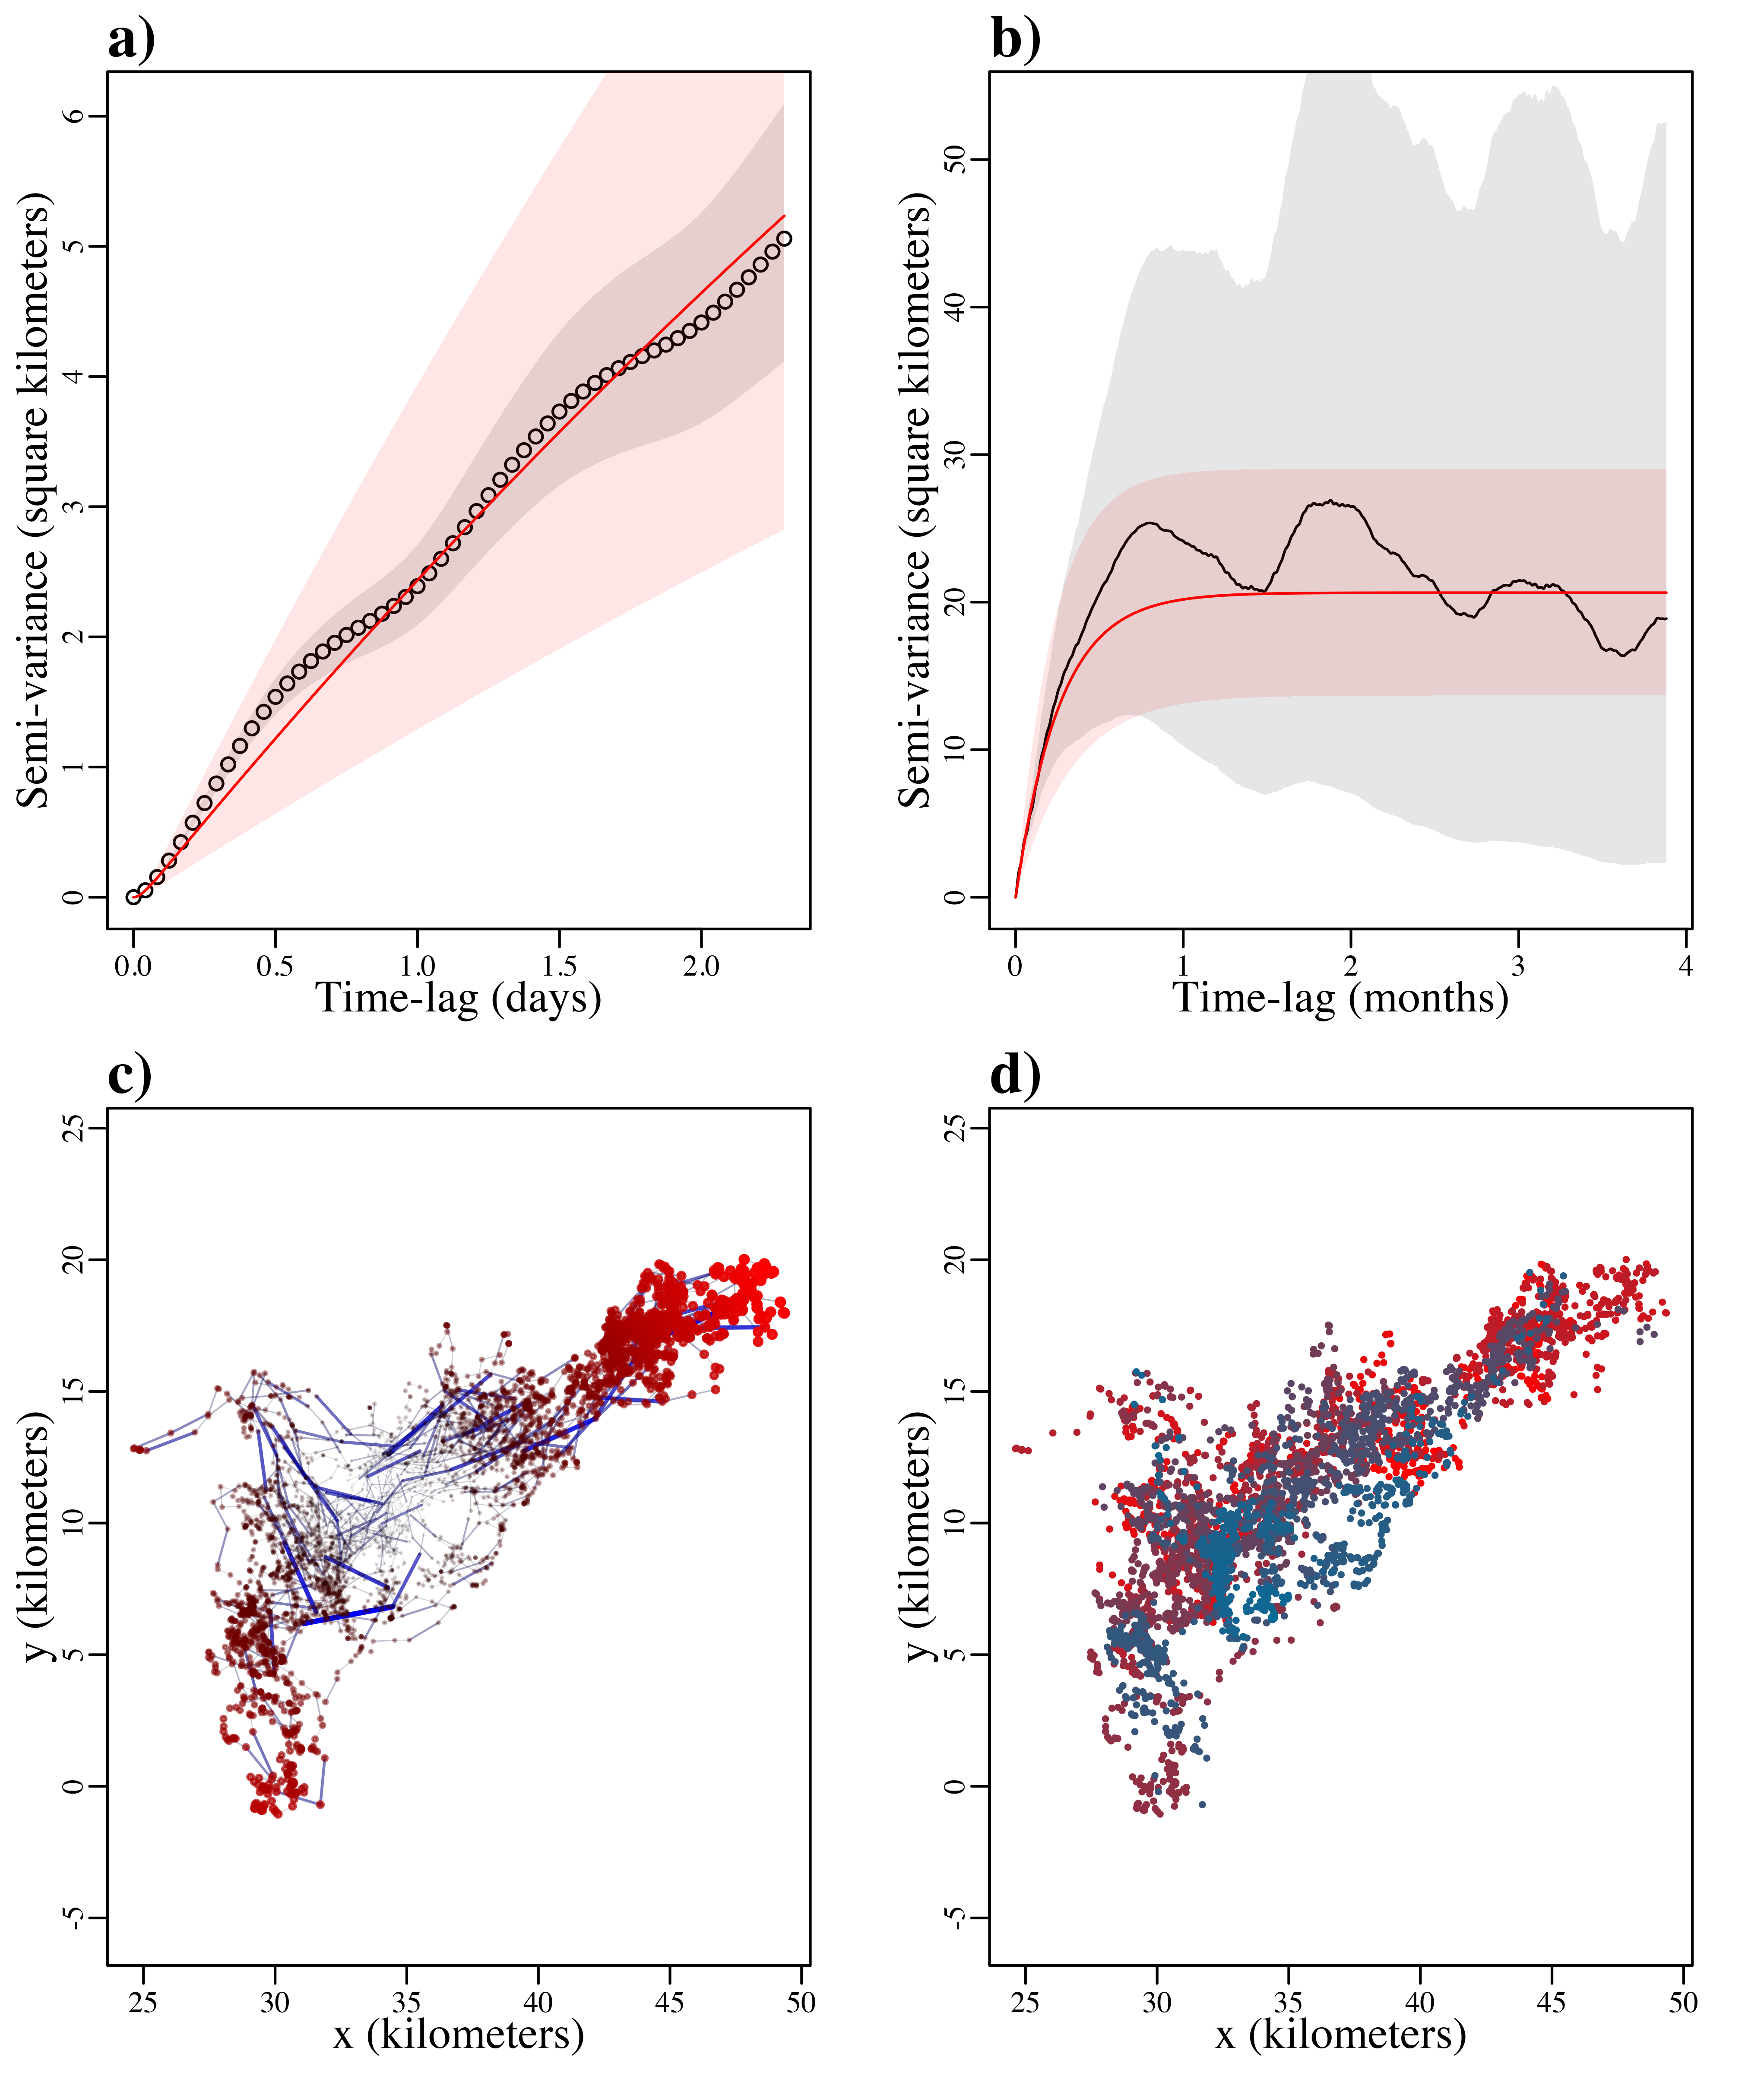 a)
Semi-variance (square kilometers)
0 1 2 3 4 5 6
0.0 0.5 1.0 1.5 2.0
Time-lag (days)
b)
Semi-variance (square kilometers)
0 10 20 30 40 50
0 1 2 3 4
Time-lag (months)
c)
y (kilometers)
-5 0 5 10 15 20 25
25 30 35 40 45 50
x (kilometers)
d)
y (kilometers)
-5 0 5 10 15 20 25
25 30 35 40 45 50
x (kilometers)